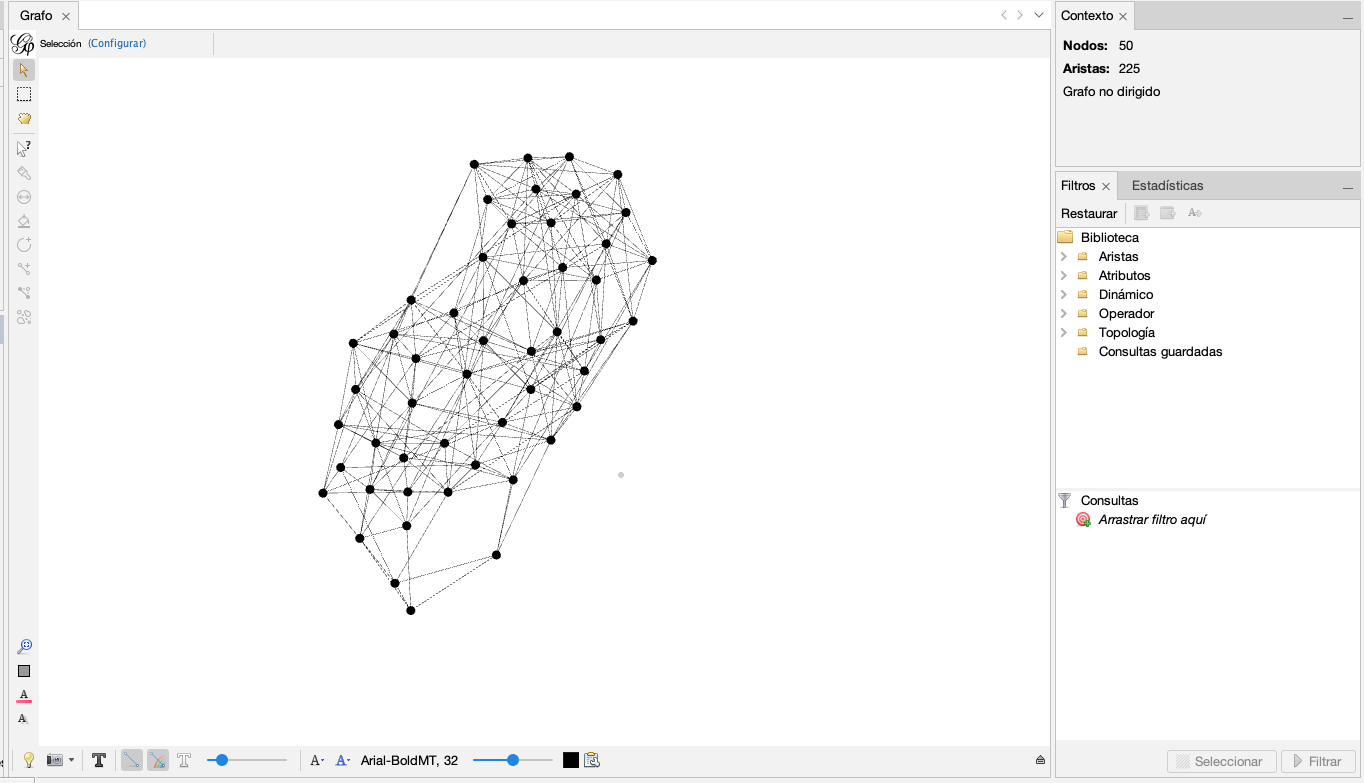 Grafo
Selección (Configurar)
Contexto
Nodos: 50
Aristas: 225
Grafo no dirigido
Filtros
Estadísticas
Restaurar
Biblioteca
Aristas
Atributos
Dinámico
Operador
Topología
Consultas guardadas
Consultas
Arrastrar filtro aquí
Seleccionar
Filtrar
Arial-BoldMT, 32